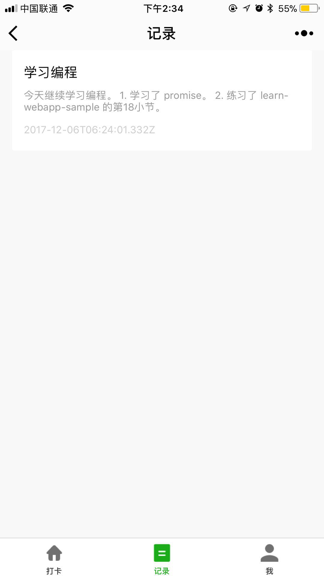 中国联通 下午2:34 55%
记录
学习编程
今天继续学习编程。 1. 学习了 promise。 2. 练习了 learn-
webapp-sample 的第18小节。
2017-12-06T06:24:01.332Z
打卡 记录 我